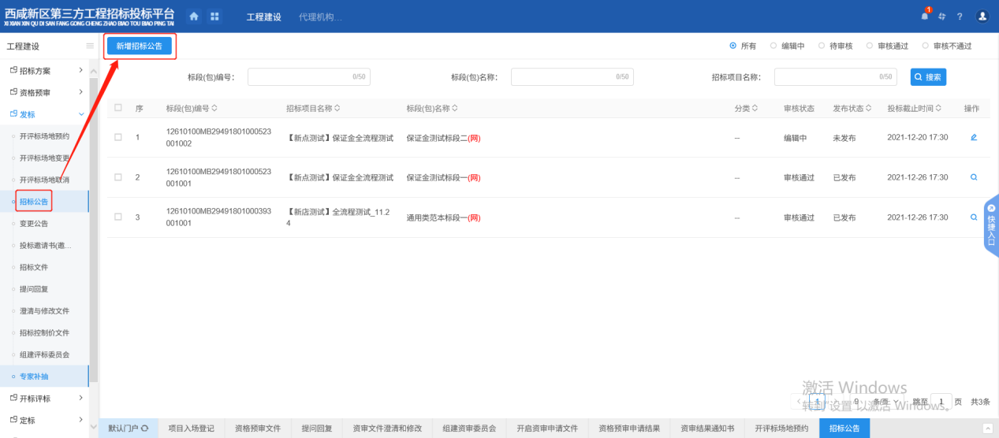 西咸新区第三方工程招标投标平台
XI XIAN XIN QU DI SAN FANG GONG CHENG ZHAO BIAO TOU BIAO PING TAI
工程建设
代理机构...
1
?
工程建设
新增招标公告
所有
编辑中
待审核
审核通过
审核不通过
招标方案
资格预审
发标
开评标场地预约
开评标场地变更
开评标场地取消
招标公告
变更公告
投标邀请书(邀...
招标文件
提问回复
澄清与修改文件
招标控制价文件
组建评标委员会
专家补抽
开标评标
定标
标段(包)编号：
0/50
标段(包)名称：
0/50
招标项目名称：
0/50
搜索
序
标段(包)编号
招标项目名称
标段(包)名称
分类
审核状态
发布状态
投标截止时间
操作
1
12610100MB29491801000523
001002
【新点测试】保证金全流程测试
保证金测试标段二(网)
--
编辑中
未发布
2021-12-20 17:30
2
12610100MB29491801000523
001001
【新点测试】保证金全流程测试
保证金测试标段一(网)
--
审核通过
已发布
2021-12-26 17:30
3
12610100MB29491801000393
001001
【新店测试】全流程测试_11.2
4
通用类范本标段一(网)
--
审核通过
已发布
2021-12-26 17:30
快捷入口
激活 Windows
转到"设置"以激活 Windows。
1
条/页
跳至
1
页
共3条
默认门户
项目入场登记
资格预审文件
提问回复
资审文件澄清和修改
组建资审委员会
开启资审申请文件
资格预审申请结果
资审结果通知书
开评标场地预约
招标公告